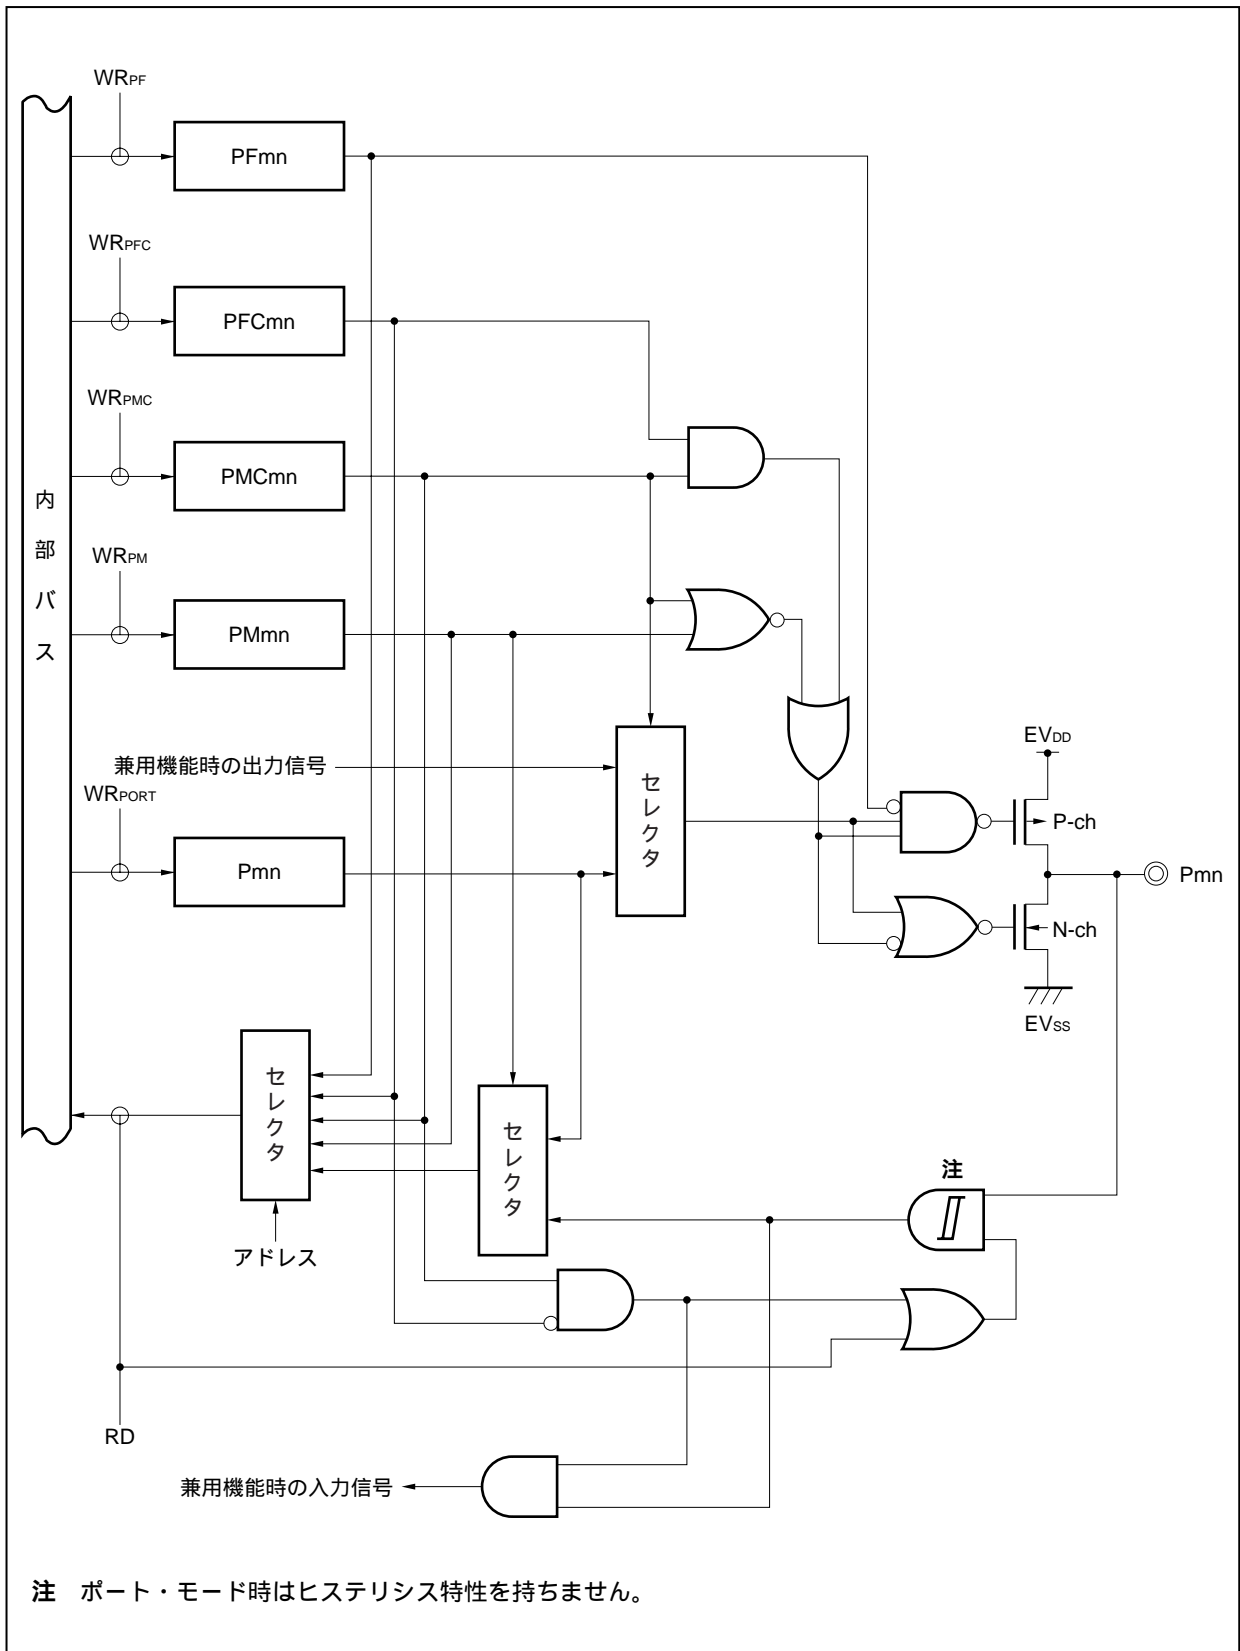 WRPF
PFmn
WRPFC
PFCmn
WRPMC
PMCmn
内部バス
WRPM
PMmn
EVDD
兼用機能時の出力信号
セレクタ
WRPORT
P-ch
Pmn
Pmn
N-ch
EVSS
セレクタ
セレクタ
注
アドレス
RD
兼用機能時の入力信号
注 ポート・モード時はヒステリシス特性を持ちません。